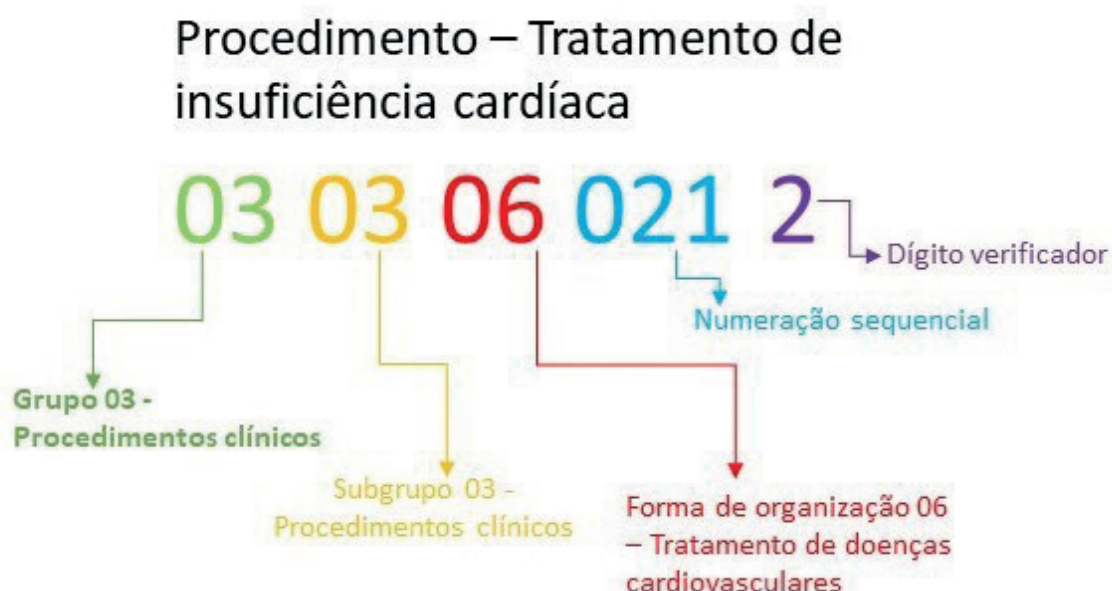 Procedimento – Tratamento de
insuficiência cardíaca
03 03 06 021 2
Dígito verificador
Numeração sequencial
Grupo 03 -
Procedimentos clínicos
Subgrupo 03 -
Procedimentos clínicos
Forma de organização 06
– Tratamento de doenças
cardiovasculares